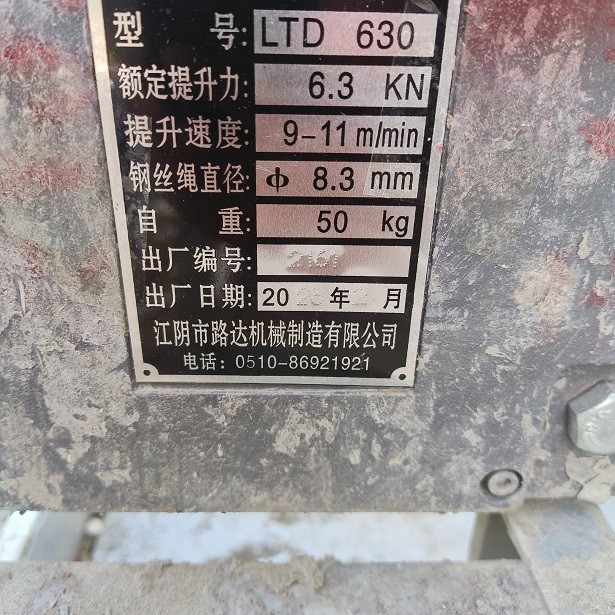 型 号: LTD 630
额定提升力: 6.3 KN
提升速度: 9-11 m/min
钢丝绳直径: ф 8.3 mm
自 重: 50 kg
出厂编号:
出厂日期: 20 年 月
江阴市路达机械制造有限公司
电话: 0510-86921921